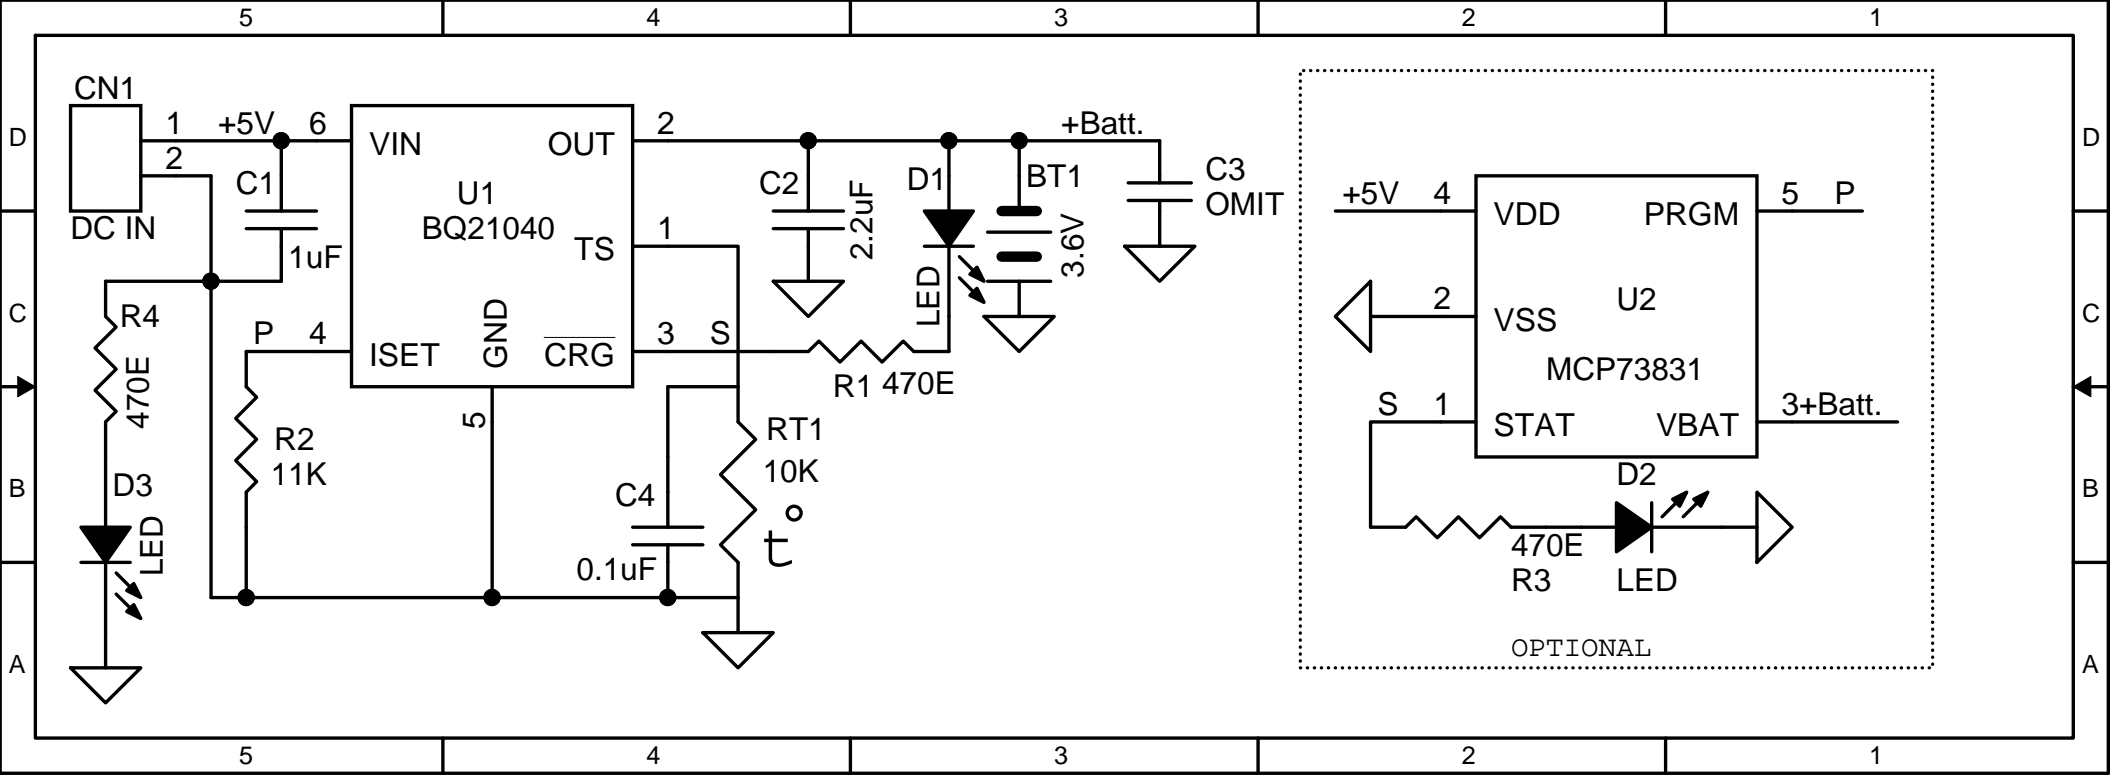 5 4 3 2 1
D
D
C
C
B
B
A
A
CN1
1
2
DC IN
+5V
6
C1
1uF
VIN
OUT
U1
BQ21040
TS
GND
ISET
CRG
2
1
3
S
4
P
5
R4
470E
D3
LED
R2
11K
C2
2.2uF
D1
LED
BT1
3.6V
+Batt.
C3
OMIT
R1 470E
RT1
10K
t°
C4
0.1uF
+5V
4
VDD
PRGM
5
P
2
VSS
U2
MCP73831
S
1
STAT
VBAT
3+Batt.
D2
470E
R3
LED
OPTIONAL
5 4 3 2 1